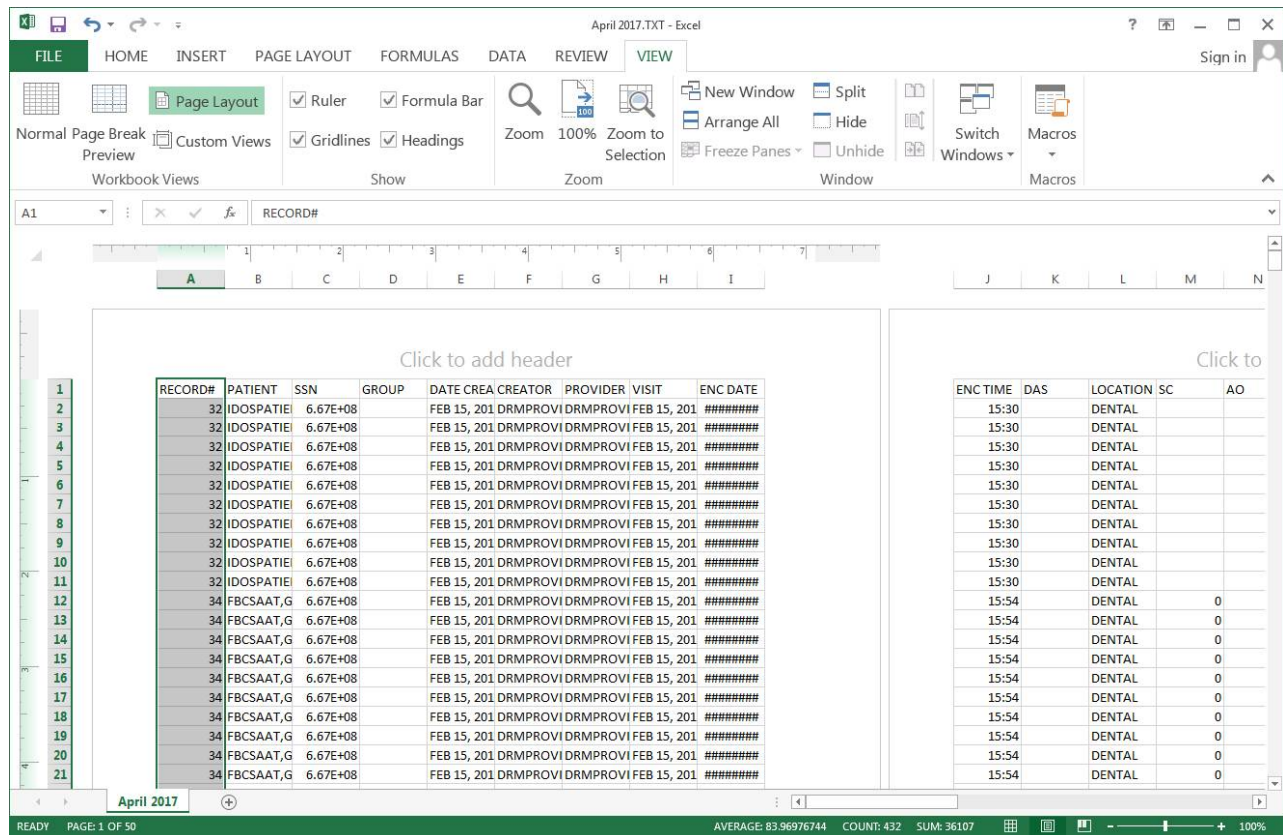 April 2017.TXT - Excel
?
FILE HOME INSERT PAGE LAYOUT FORMULAS DATA REVIEW VIEW Sign in
Normal Page Break Preview Page Layout Custom Views
Ruler Formula Bar
Gridlines Headings
Zoom 100% Zoom to Selection
New Window Split
Arrange All Hide
Freeze Panes Unhide
Switch Windows Macros
Workbook Views Show Zoom Window Macros
A1 fx RECORD#
1 2 3 4 5 6 7
A B C D E F G H I J K L M N
Click to add header Click to
1 RECORD# PATIENT SSN GROUP DATE CREA CREATOR PROVIDER VISIT ENC DATE ENC TIME DAS LOCATION SC AO
2 32 IDOSPATIE 6.67E+08 FEB 15, 201 DRMPROVI DRMPROVI FEB 15, 201 ######## 15:30 DENTAL
3 32 IDOSPATIE 6.67E+08 FEB 15, 201 DRMPROVI DRMPROVI FEB 15, 201 ######## 15:30 DENTAL
4 32 IDOSPATIE 6.67E+08 FEB 15, 201 DRMPROVI DRMPROVI FEB 15, 201 ######## 15:30 DENTAL
5 32 IDOSPATIE 6.67E+08 FEB 15, 201 DRMPROVI DRMPROVI FEB 15, 201 ######## 15:30 DENTAL
6 32 IDOSPATIE 6.67E+08 FEB 15, 201 DRMPROVI DRMPROVI FEB 15, 201 ######## 15:30 DENTAL
7 32 IDOSPATIE 6.67E+08 FEB 15, 201 DRMPROVI DRMPROVI FEB 15, 201 ######## 15:30 DENTAL
8 32 IDOSPATIE 6.67E+08 FEB 15, 201 DRMPROVI DRMPROVI FEB 15, 201 ######## 15:30 DENTAL
9 32 IDOSPATIE 6.67E+08 FEB 15, 201 DRMPROVI DRMPROVI FEB 15, 201 ######## 15:30 DENTAL
10 32 IDOSPATIE 6.67E+08 FEB 15, 201 DRMPROVI DRMPROVI FEB 15, 201 ######## 15:30 DENTAL
11 32 IDOSPATIE 6.67E+08 FEB 15, 201 DRMPROVI DRMPROVI FEB 15, 201 ######## 15:30 DENTAL
12 34 FBCSAAT,G 6.67E+08 FEB 15, 201 DRMPROVI DRMPROVI FEB 15, 201 ######## 15:54 DENTAL 0
13 34 FBCSAAT,G 6.67E+08 FEB 15, 201 DRMPROVI DRMPROVI FEB 15, 201 ######## 15:54 DENTAL 0
14 34 FBCSAAT,G 6.67E+08 FEB 15, 201 DRMPROVI DRMPROVI FEB 15, 201 ######## 15:54 DENTAL 0
15 34 FBCSAAT,G 6.67E+08 FEB 15, 201 DRMPROVI DRMPROVI FEB 15, 201 ######## 15:54 DENTAL 0
16 34 FBCSAAT,G 6.67E+08 FEB 15, 201 DRMPROVI DRMPROVI FEB 15, 201 ######## 15:54 DENTAL 0
17 34 FBCSAAT,G 6.67E+08 FEB 15, 201 DRMPROVI DRMPROVI FEB 15, 201 ######## 15:54 DENTAL 0
18 34 FBCSAAT,G 6.67E+08 FEB 15, 201 DRMPROVI DRMPROVI FEB 15, 201 ######## 15:54 DENTAL 0
19 34 FBCSAAT,G 6.67E+08 FEB 15, 201 DRMPROVI DRMPROVI FEB 15, 201 ######## 15:54 DENTAL 0
20 34 FBCSAAT,G 6.67E+08 FEB 15, 201 DRMPROVI DRMPROVI FEB 15, 201 ######## 15:54 DENTAL 0
21 34 FBCSAAT,G 6.67E+08 FEB 15, 201 DRMPROVI DRMPROVI FEB 15, 201 ######## 15:54 DENTAL 0
April 2017
READY PAGE: 1 OF 50 AVERAGE: 83.96976744 COUNT: 432 SUM: 36107 100%